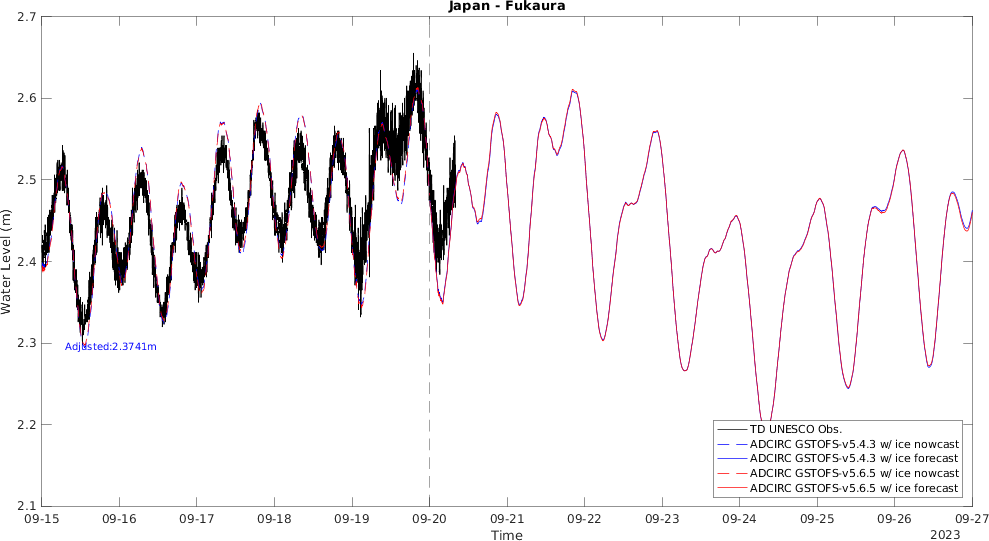 Japan - Fukaura
Water Level (m)
2.7
2.6
2.5
2.4
2.3
2.2
2.1
Adjusted:2.3741m
TD UNESCO Obs.
ADCIRC GSTOFS-v5.4.3 w/ ice nowcast
ADCIRC GSTOFS-v5.4.3 w/ ice forecast
ADCIRC GSTOFS-v5.6.5 w/ ice nowcast
ADCIRC GSTOFS-v5.6.5 w/ ice forecast
09-15 09-16 09-17 09-18 09-19 09-20 09-21 09-22 09-23 09-24 09-25 09-26 09-27
Time
2023